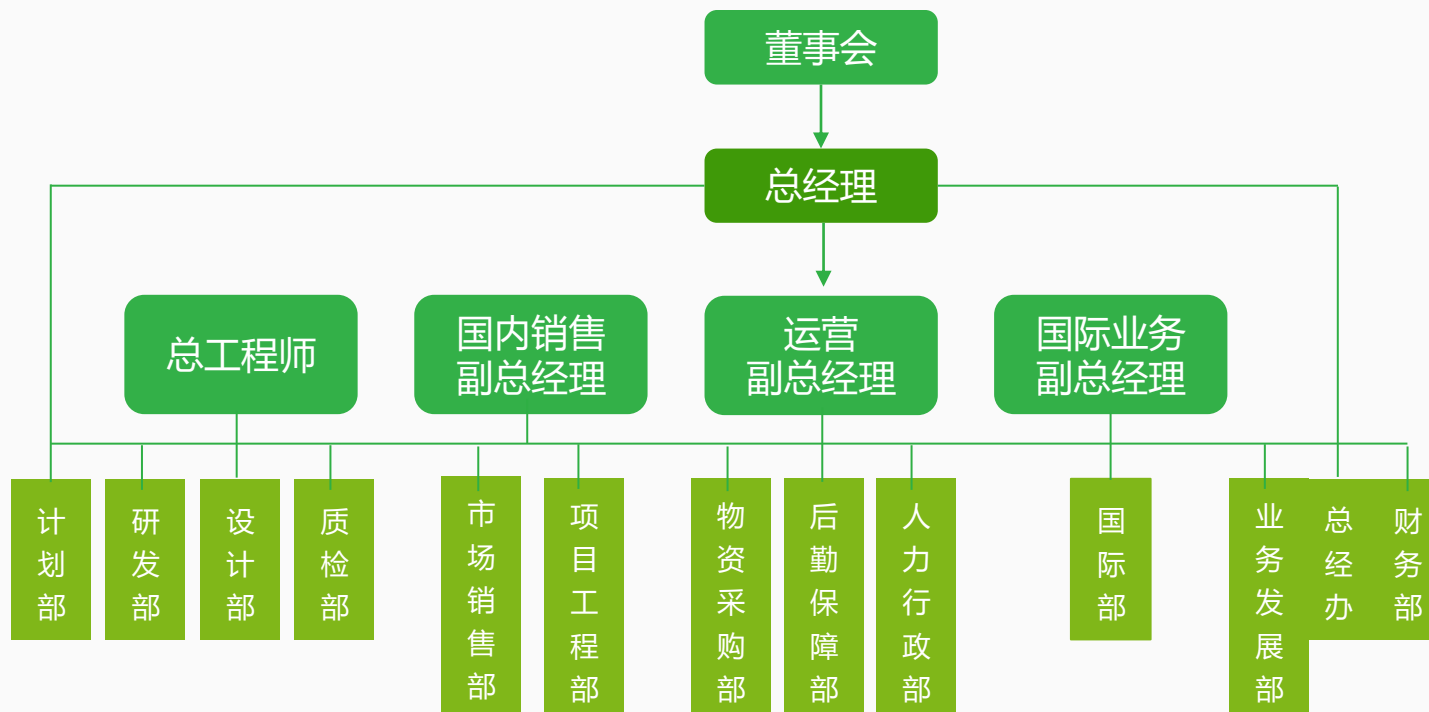 董事会
总经理
总工程师
国内销售
副总经理
运营
副总经理
国际业务
副总经理
计划部
研发部
设计部
质检部
市场销售部
项目工程部
物资采购部
后勤保障部
人力行政部
国际部
业务发展部
总经办
财务部